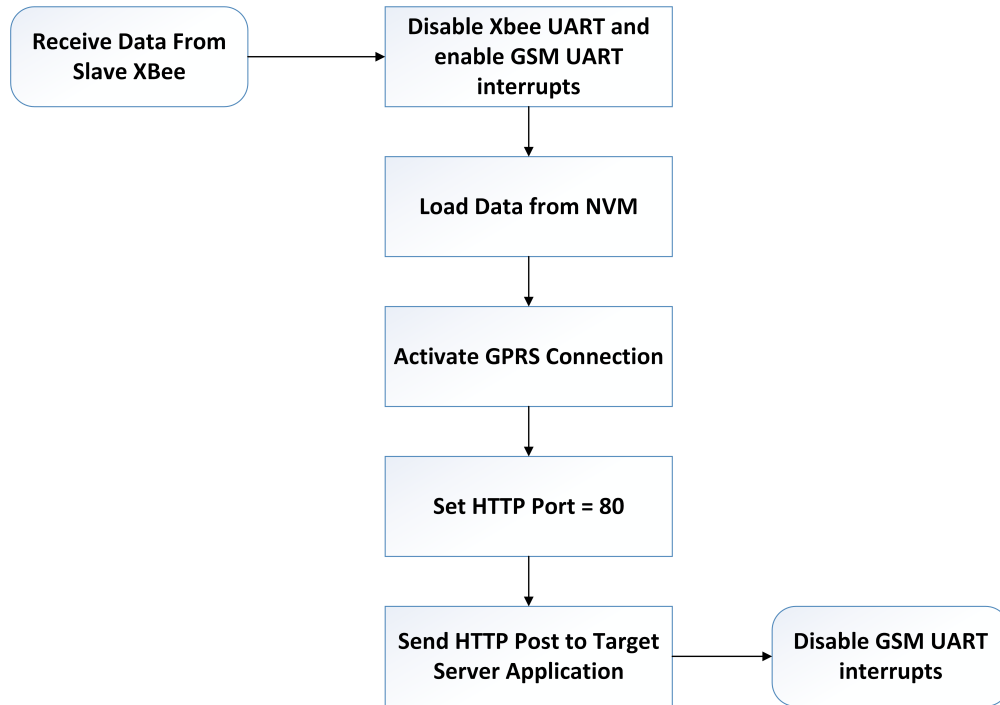 Receive Data From
Slave XBee
Disable Xbee UART and
enable GSM UART
interrupts
Load Data from NVM
Activate GPRS Connection
Set HTTP Port = 80
Send HTTP Post to Target
Server Application
Disable GSM UART
interrupts